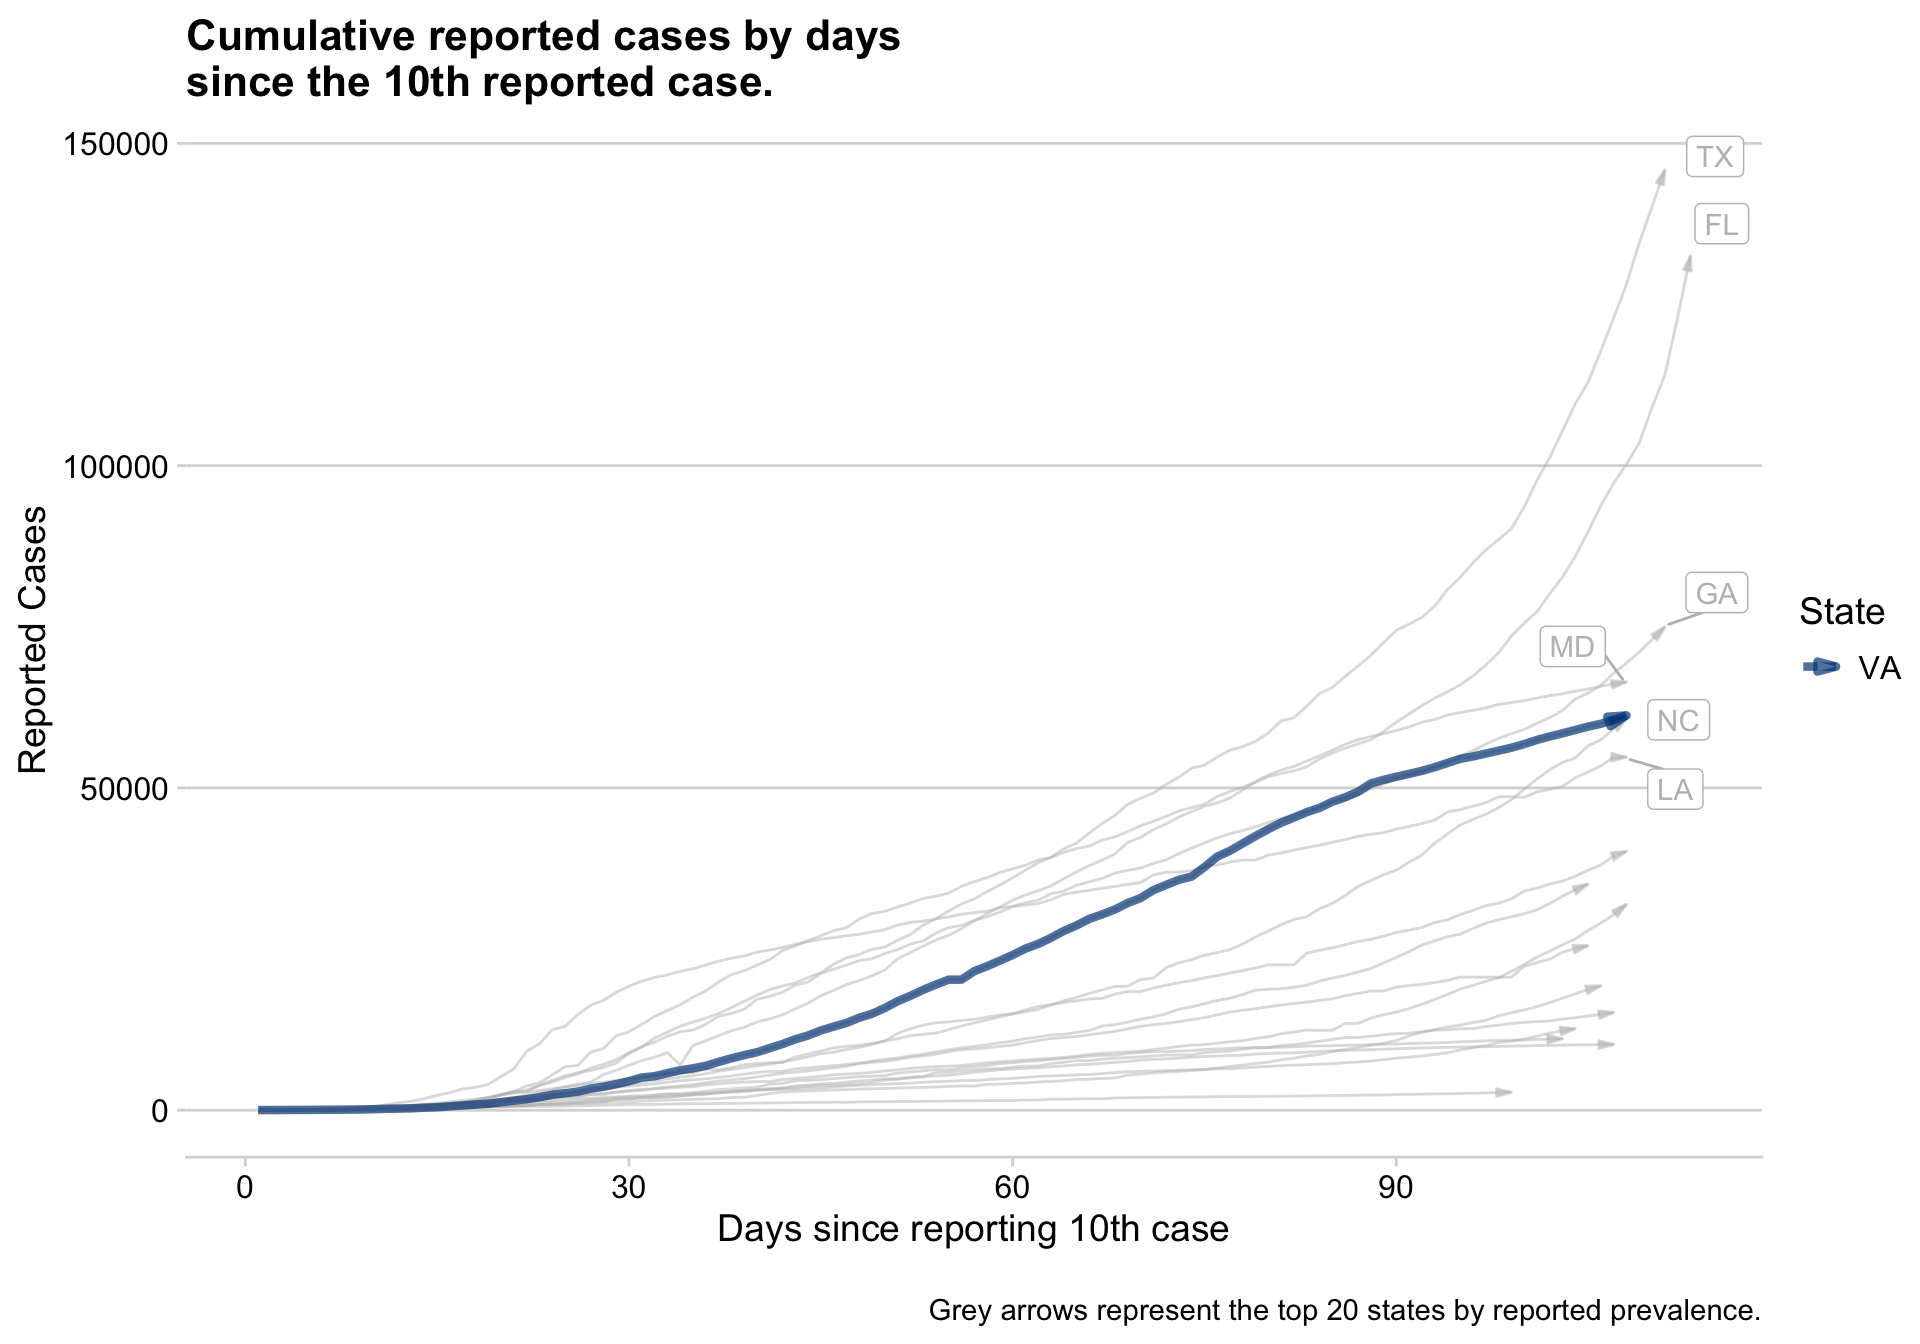 Cumulative reported cases by days
since the 10th reported case.
150000
100000
50000
0
Reported Cases
TX
FL
GA
MD
NC
LA
State
VA
0 30 60 90
Days since reporting 10th case
Grey arrows represent the top 20 states by reported prevalence.